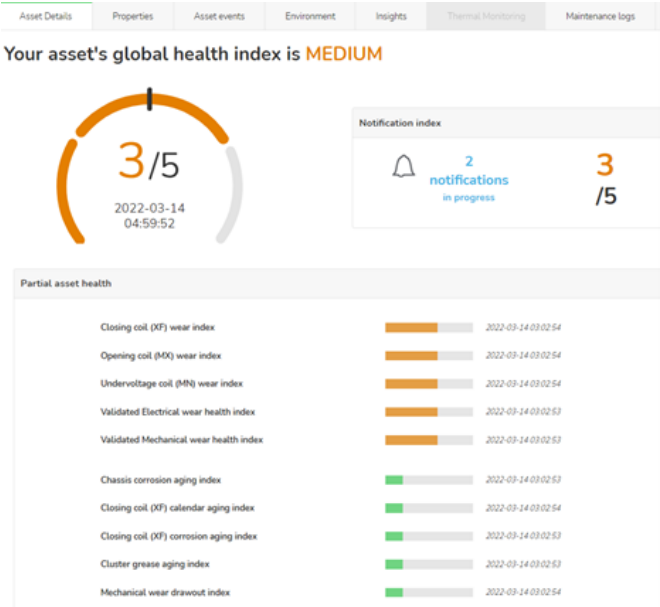 Asset Details Properties Asset events Environment Insights Thermal Monitoring Maintenance logs
Your asset's global health index is MEDIUM
3/5
2022-03-14
04:59:52
Notification index
2
notifications
in progress
3
/5
Partial asset health
Closing coil (XF) wear index 2022-03-14 03:02:54
Opening coil (MX) wear index 2022-03-14 03:02:54
Undervoltage coil (MN) wear index 2022-03-14 03:02:54
Validated Electrical wear health index 2022-03-14 03:02:53
Validated Mechanical wear health index 2022-03-14 03:02:53
Chassis corrosion aging index 2022-03-14 03:02:53
Closing coil (XF) calendar aging index 2022-03-14 03:02:54
Closing coil (XF) corrosion aging index 2022-03-14 03:02:53
Cluster grease aging index 2022-03-14 03:02:53
Mechanical wear drawout index 2022-03-14 03:02:54